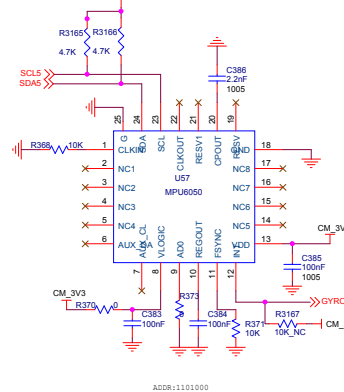 R3165 R3166
4.7K 4.7K
C386
2.2nF
1005
SCL5
SDA5
25 24 23 22 21 20 19
G SDA SCL CLKOUT RESV1 CPOUT RESV
R368 10K 1 CLKIN GND 18
2 NC1 U57 NC8 17
3 NC2 MPU6050 NC7 16
4 NC3 NC6 15
5 NC4 NC5 14
6 AUX_DA VDD 13
AUX_CL VLOGIC AD0 REGOUT FSYNC INT
7 8 9 10 11 12
CM_3V
C385
100nF
1005
CM_3V3
R370 0
C383
100nF
R373
C384
100nF
R371
10K
GYRO
R3167
10K_NC
CM_
ADDR:1101000